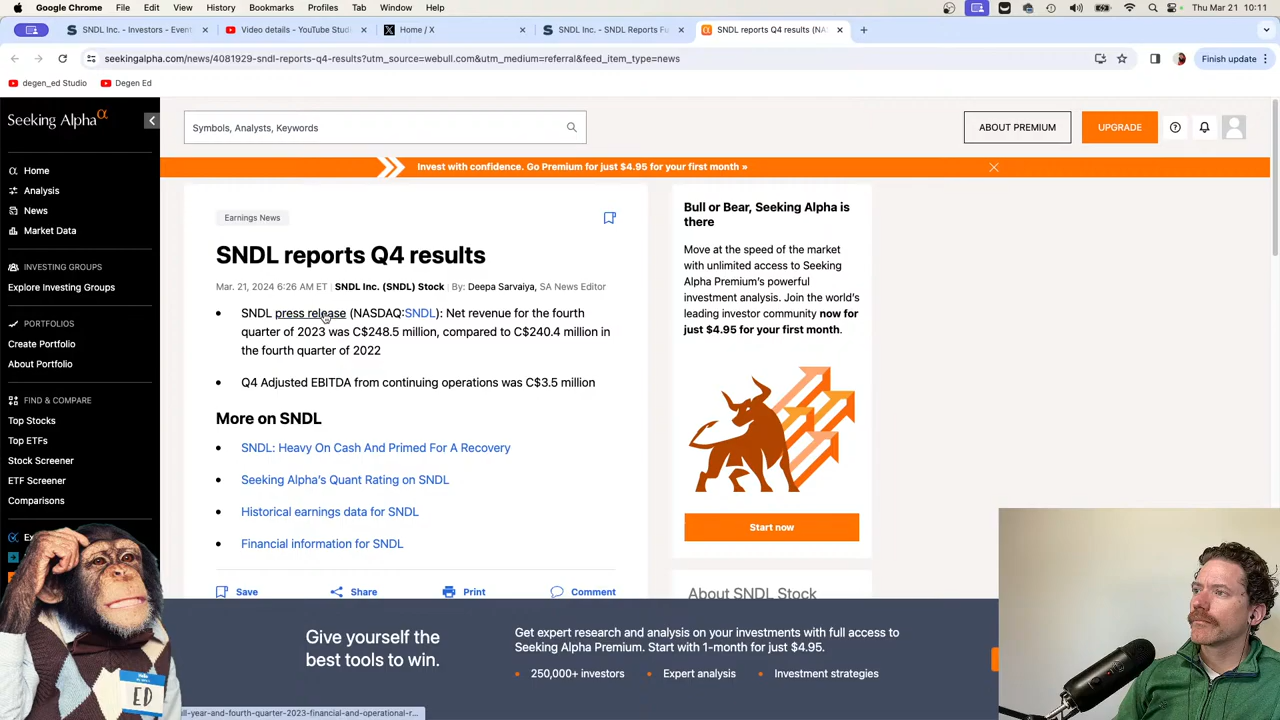 Google Chrome File Edit View History Bookmarks Profiles Tab Window Help Thu Mar 21 10:11
SNDL Inc. - Investors - Event
Video details - YouTube Studi
Home / X
SNDL Inc. - SNDL Reports Fu
SNDL reports Q4 results (NA
seekingalpha.com/news/4081929-sndl-reports-q4-results?utm_source=webull.com&utm_medium=referral&feed_item_type=news
Finish update
degen_ed Studio
Degen Ed
Seeking Alpha α
Symbols, Analysts, Keywords
ABOUT PREMIUM
UPGRADE
Invest with confidence. Go Premium for just $4.95 for your first month »
Home
Analysis
News
Market Data
INVESTING GROUPS
Explore Investing Groups
PORTFOLIOS
Create Portfolio
About Portfolio
FIND & COMPARE
Top Stocks
Top ETFs
Stock Screener
ETF Screener
Comparisons
Earnings News
SNDL reports Q4 results
Mar. 21, 2024 6:26 AM ET SNDL Inc. (SNDL) Stock By: Deepa Sarvaiya, SA News Editor
SNDL press release (NASDAQ:SNDL): Net revenue for the fourth
quarter of 2023 was C$248.5 million, compared to C$240.4 million in
the fourth quarter of 2022
Q4 Adjusted EBITDA from continuing operations was C$3.5 million
More on SNDL
SNDL: Heavy On Cash And Primed For A Recovery
Seeking Alpha's Quant Rating on SNDL
Historical earnings data for SNDL
Financial information for SNDL
Save
Share
Print
Comment
Bull or Bear, Seeking Alpha is
there
Move at the speed of the market
with unlimited access to Seeking
Alpha Premium's powerful
investment analysis. Join the world's
leading investor community now for
just $4.95 for your first month.
Start now
About SNDL Stock
Give yourself the
best tools to win.
Get expert research and analysis on your investments with full access to
Seeking Alpha Premium. Start with 1-month for just $4.95.
250,000+ investors
Expert analysis
Investment strategies
ll-year-and-fourth-quarter-2023-financial-and-operational-r...
ED